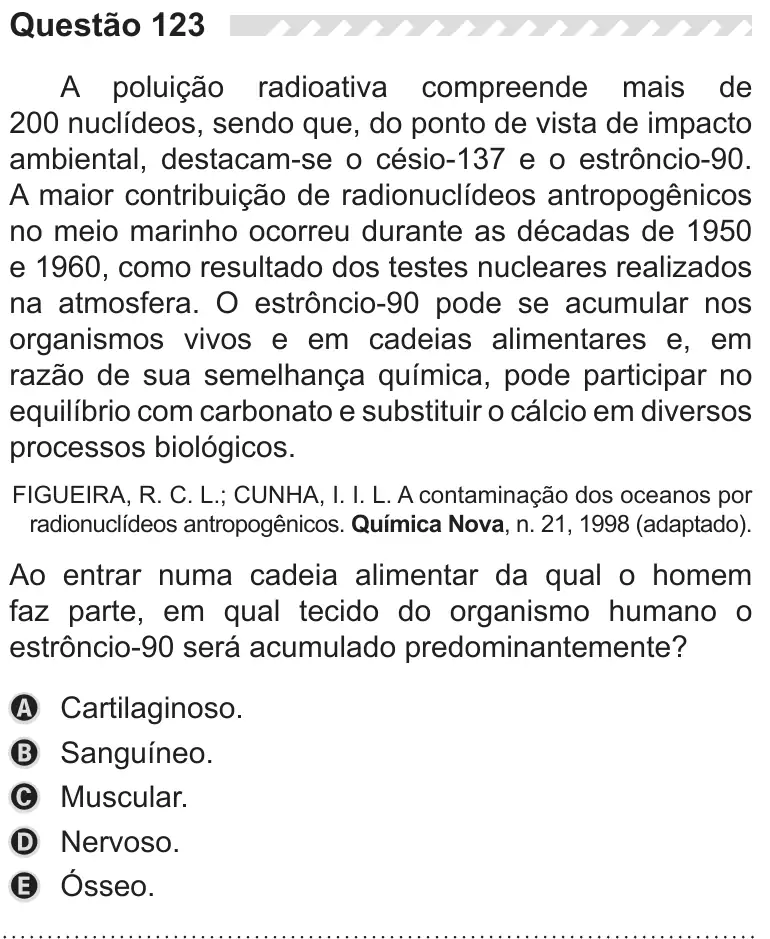 Questão 123
A poluição radioativa compreende mais de
200 nuclídeos, sendo que, do ponto de vista de impacto
ambiental, destacam-se o césio-137 e o estrôncio-90.
A maior contribuição de radionuclídeos antropogênicos
no meio marinho ocorreu durante as décadas de 1950
e 1960, como resultado dos testes nucleares realizados
na atmosfera. O estrôncio-90 pode se acumular nos
organismos vivos e em cadeias alimentares e, em
razão de sua semelhança química, pode participar no
equilíbrio com carbonato e substituir o cálcio em diversos
processos biológicos.
FIGUEIRA, R. C. L.; CUNHA, I. I. L. A contaminação dos oceanos por
radionuclídeos antropogênicos. Química Nova, n. 21, 1998 (adaptado).
Ao entrar numa cadeia alimentar da qual o homem
faz parte, em qual tecido do organismo humano o
estrôncio-90 será acumulado predominantemente?
A Cartilaginoso.
B Sanguíneo.
C Muscular.
D Nervoso.
E Ósseo.